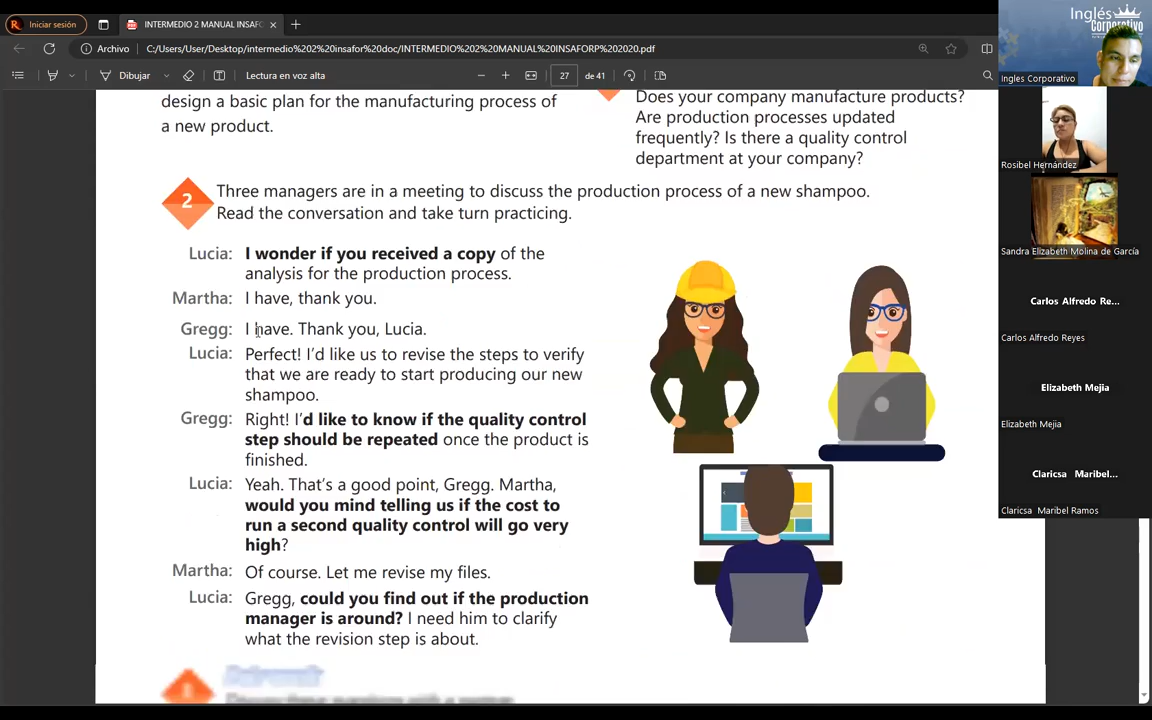 Iniciar sesión
INTERMEDIO 2 MANUAL INSAFO
Archivo
C:/Users/User/Desktop/intermedio%202%20insafor%20doc/INTERMEDIO%202%20MANUAL%20INSAFORP%202020.pdf
Dibujar
Lectura en voz alta
27
de 41
design a basic plan for the manufacturing process of
a new product.
Does your company manufacture products?
Are production processes updated
frequently? Is there a quality control
department at your company?
2
Three managers are in a meeting to discuss the production process of a new shampoo.
Read the conversation and take turn practicing.
Lucia: I wonder if you received a copy of the
analysis for the production process.
Martha: I have, thank you.
Gregg: I have. Thank you, Lucia.
Lucia: Perfect! I'd like us to revise the steps to verify
that we are ready to start producing our new
shampoo.
Gregg: Right! I'd like to know if the quality control
step should be repeated once the product is
finished.
Lucia: Yeah. That's a good point, Gregg. Martha,
would you mind telling us if the cost to
run a second quality control will go very
high?
Martha: Of course. Let me revise my files.
Lucia: Gregg, could you find out if the production
manager is around? I need him to clarify
what the revision step is about.
Inglés
Corporativo
Ingles Corporativo
Rosibel Hernández
Sandra Elizabeth Molina de García
Carlos Alfredo Re...
Carlos Alfredo Reyes
Elizabeth Mejia
Elizabeth Mejia
Claricsa Maribel...
Claricsa Maribel Ramos